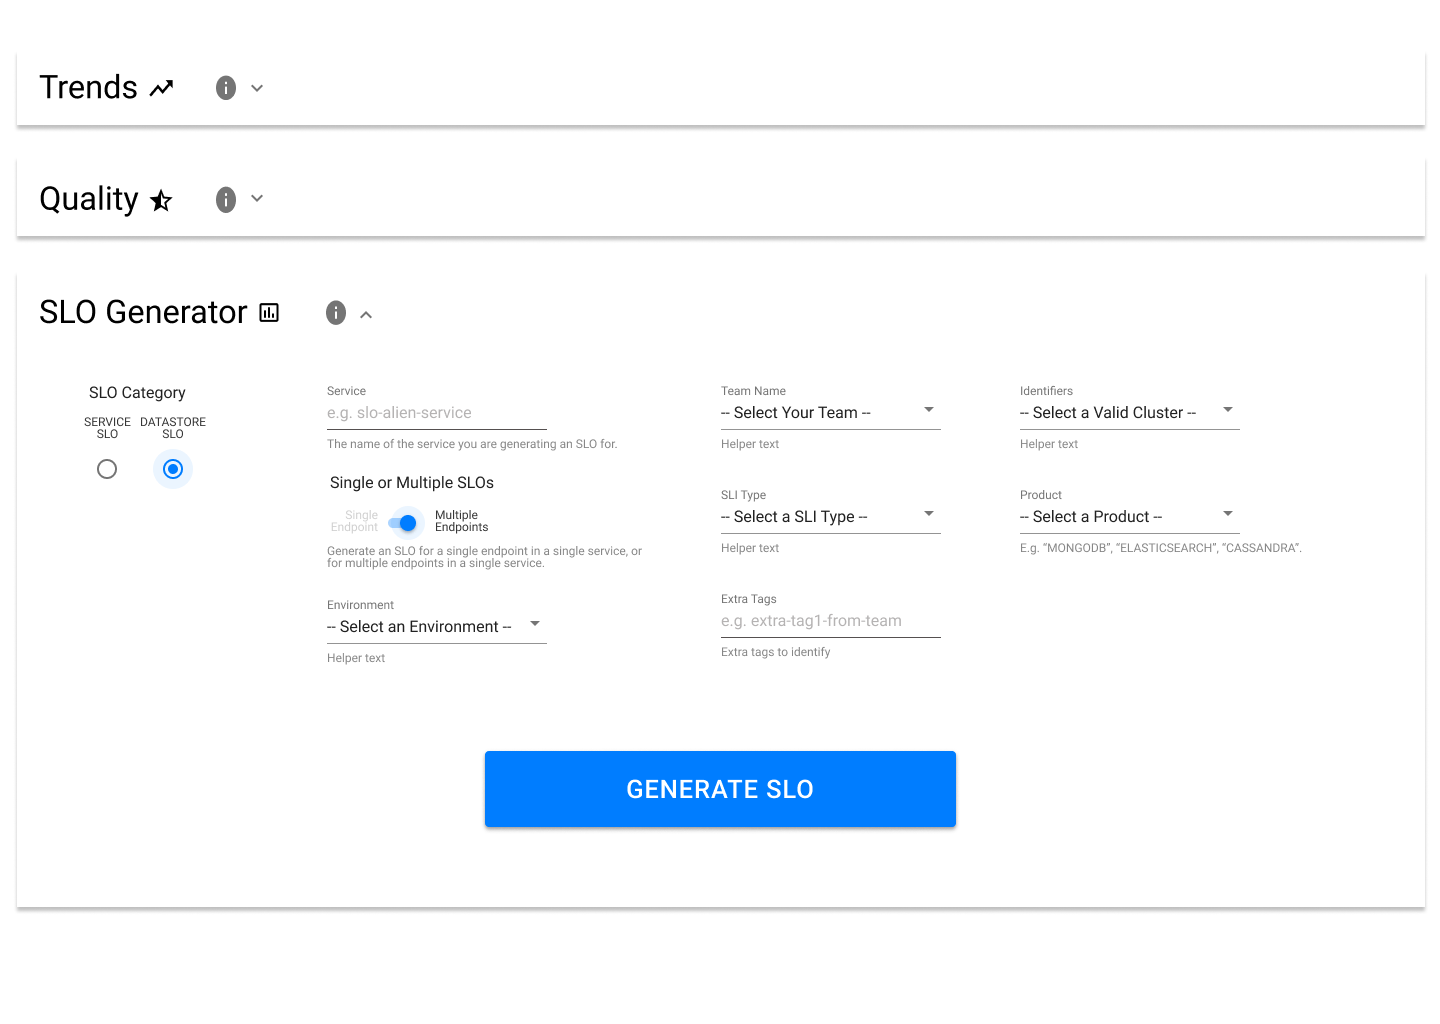 Trends
Quality
SLO Generator
SLO Category
SERVICE SLO
DATASTORE SLO
Service
e.g. slo-alien-service
The name of the service you are generating an SLO for.
Single or Multiple SLOs
Single Endpoint
Multiple Endpoints
Generate an SLO for a single endpoint in a single service, or
for multiple endpoints in a single service.
Environment
-- Select an Environment --
Helper text
Team Name
-- Select Your Team --
Helper text
SLI Type
-- Select a SLI Type --
Helper text
Extra Tags
e.g. extra-tag1-from-team
Extra tags to identify
Identifiers
-- Select a Valid Cluster --
Helper text
Product
-- Select a Product --
E.g. “MONGODB”, “ELASTICSEARCH”, “CASSANDRA”.
GENERATE SLO